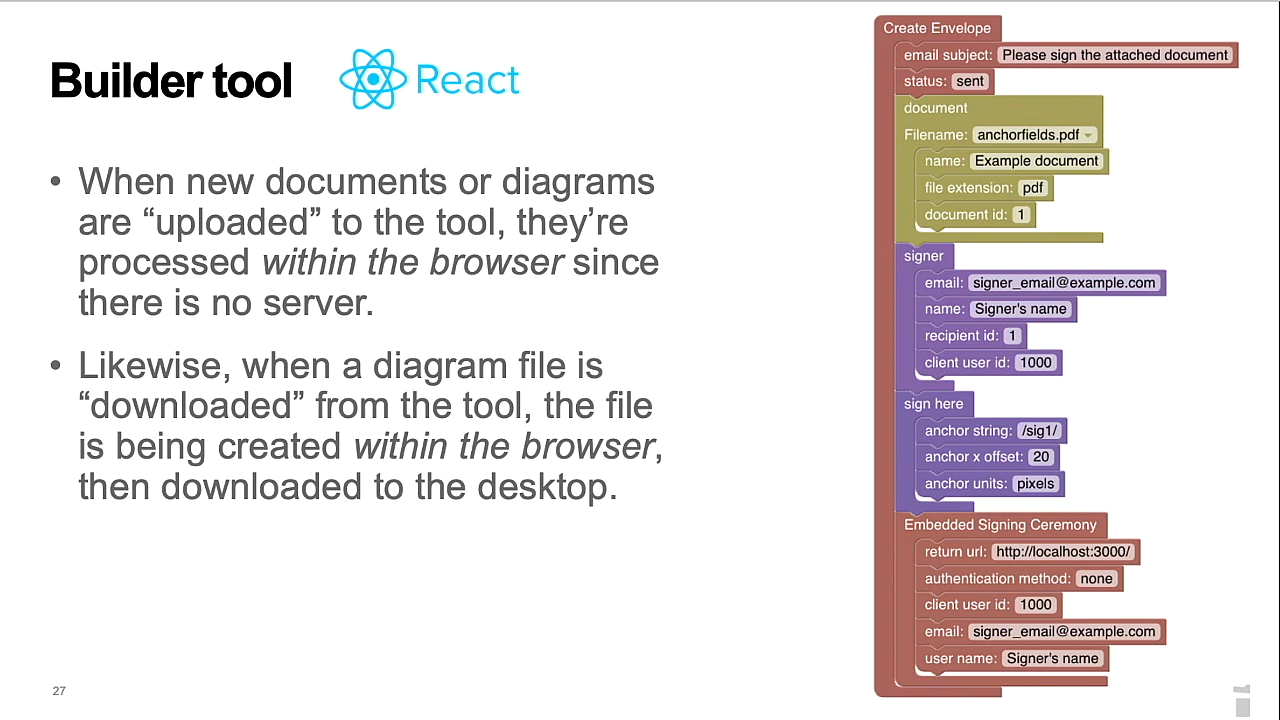 Builder tool
React
• When new documents or diagrams
are “uploaded” to the tool, they’re
processed within the browser since
there is no server.
• Likewise, when a diagram file is
“downloaded” from the tool, the file
is being created within the browser,
then downloaded to the desktop.
27
Create Envelope
email subject: Please sign the attached document
status: sent
document
Filename: anchorfields.pdf
name: Example document
file extension: pdf
document id: 1
signer
email: signer_email@example.com
name: Signer's name
recipient id: 1
client user id: 1000
sign here
anchor string: /sig1/
anchor x offset: 20
anchor units: pixels
Embedded Signing Ceremony
return url: http://localhost:3000/
authentication method: none
client user id: 1000
email: signer_email@example.com
user name: Signer's name